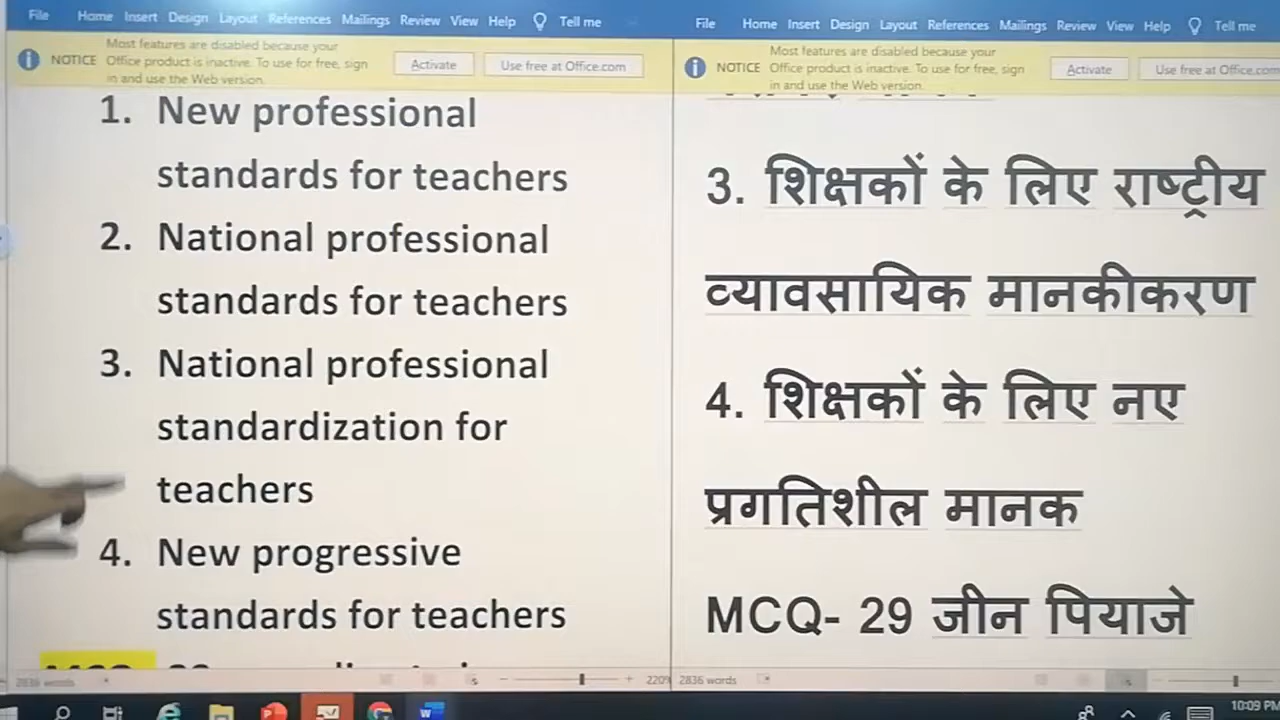 File Home Insert Design Layout References Mailings Review View Help Tell me
NOTICE Most features are disabled because your
Office product is inactive. To use for free, sign
in and use the Web version.
Activate Use free at Office.com
1. New professional
standards for teachers
2. National professional
standards for teachers
3. National professional
standardization for
teachers
4. New progressive
standards for teachers
2836 words
File Home Insert Design Layout References Mailings Review View Help Tell me
NOTICE Most features are disabled because your
Office product is inactive. To use for free, sign
in and use the Web version.
Activate Use free at Office.com
3. शिक्षकों के लिए राष्ट्रीय
व्यावसायिक मानकीकरण
4. शिक्षकों के लिए नए
प्रगतिशील मानक
MCQ- 29 जीन पियाजे
2836 words
10:09 PM